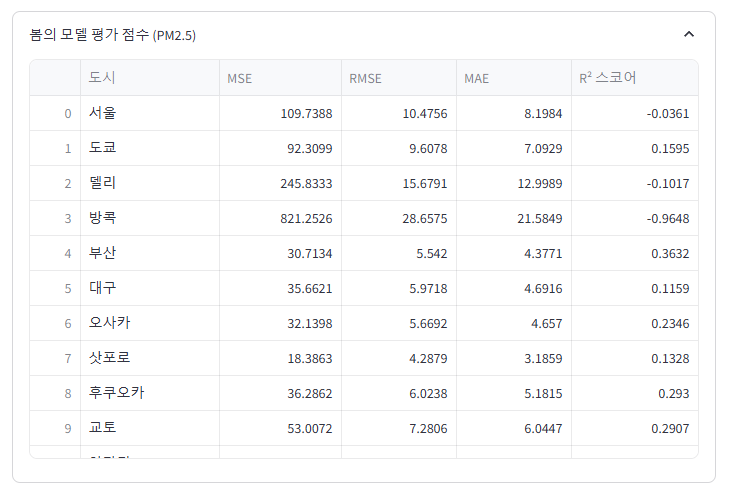 봄의 모델 평가 점수 (PM2.5)
도시 MSE RMSE MAE R² 스코어
0 서울 109.7388 10.4756 8.1984 -0.0361
1 도쿄 92.3099 9.6078 7.0929 0.1595
2 델리 245.8333 15.6791 12.9989 -0.1017
3 방콕 821.2526 28.6575 21.5849 -0.9648
4 부산 30.7134 5.542 4.3771 0.3632
5 대구 35.6621 5.9718 4.6916 0.1159
6 오사카 32.1398 5.6692 4.657 0.2346
7 삿포로 18.3863 4.2879 3.1859 0.1328
8 후쿠오카 36.2862 6.0238 5.1815 0.293
9 교토 53.0072 7.2806 6.0447 0.2907